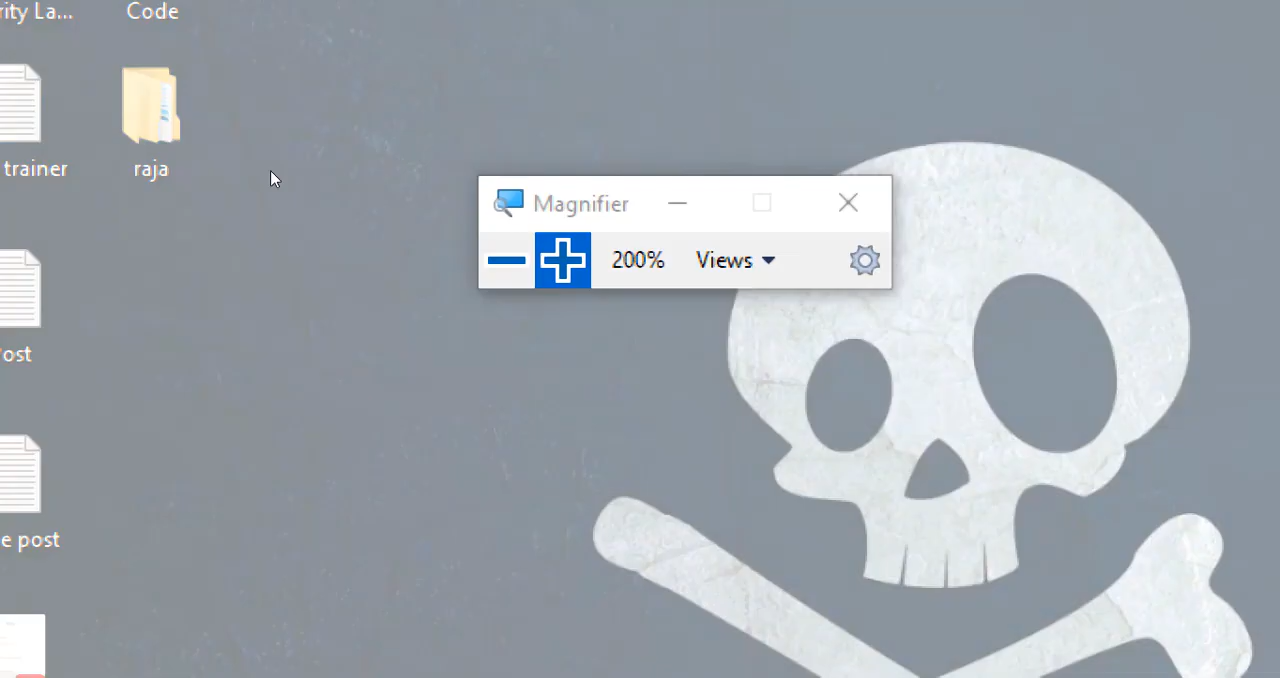 ity La...
Code
trainer
raja
Magnifier
200%
Views
ost
e post